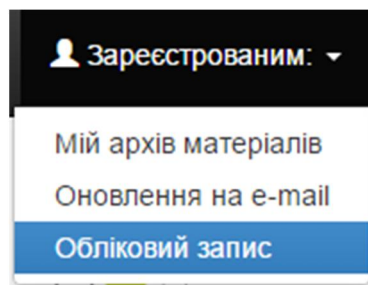 Зареєстрованим:
Мій архів матеріалів
Оновлення на e-mail
Обліковий запис